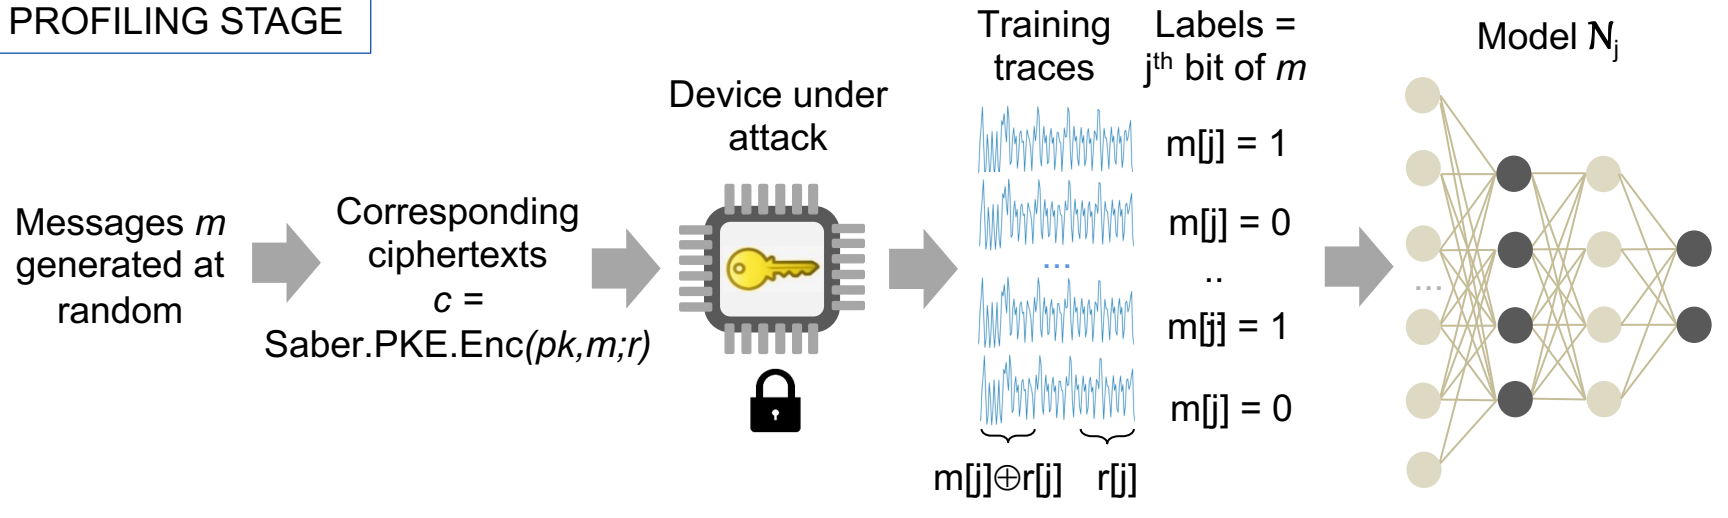 PROFILING STAGE
Messages m
generated at
random
Corresponding
ciphertexts
c =
Saber.PKE.Enc(pk,m;r)
Device under
attack
Training
traces
...
m[j]⊕r[j]
r[j]
Labels =
jth bit of m
m[j] = 1
m[j] = 0
..
m[j] = 1
m[j] = 0
Model Nj
...